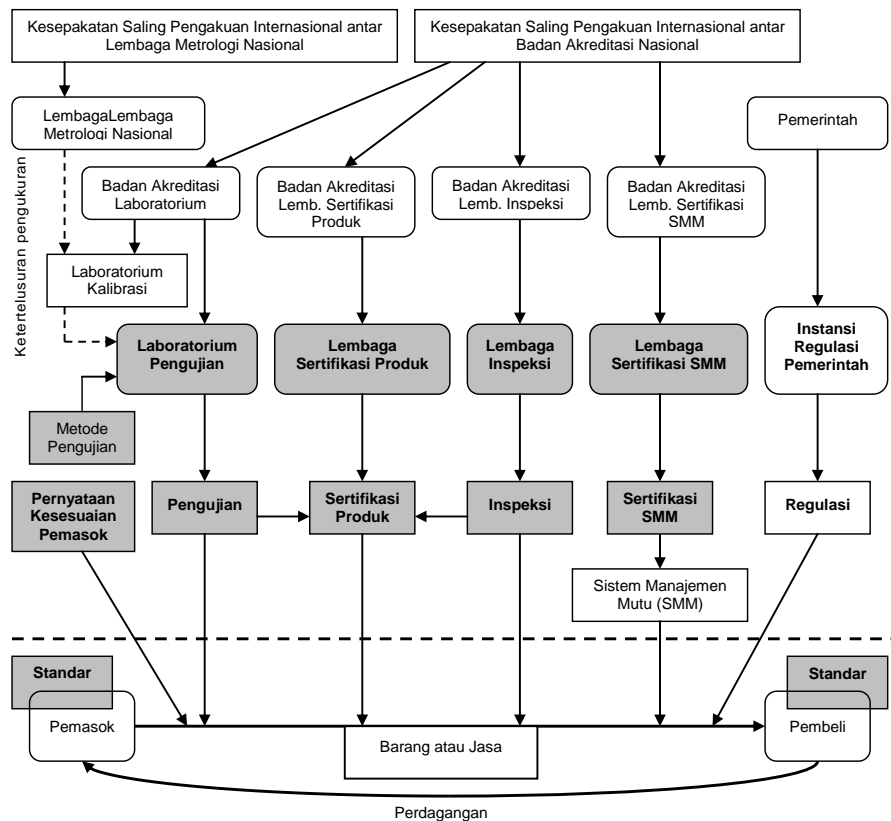 Kesepakatan Saling Pengakuan Internasional antar
Lembaga Metrologi Nasional
Kesepakatan Saling Pengakuan Internasional antar
Badan Akreditasi Nasional
LembagaLembaga
Metrologi Nasional
Pemerintah
Ketertelusuran pengukuran
Badan Akreditasi
Laboratorium
Badan Akreditasi
Lemb. Sertifikasi
Produk
Badan Akreditasi
Lemb. Inspeksi
Badan Akreditasi
Lemb. Sertifikasi
SMM
Laboratorium
Kalibrasi
Laboratorium
Pengujian
Lembaga
Sertifikasi Produk
Lembaga
Inspeksi
Lembaga
Sertifikasi SMM
Instansi
Regulasi
Pemerintah
Metode
Pengujian
Pernyataan
Kesesuaian
Pemasok
Pengujian
Sertifikasi
Produk
Inspeksi
Sertifikasi
SMM
Regulasi
Sistem Manajemen
Mutu (SMM)
Standar
Standar
Pemasok
Barang atau Jasa
Pembeli
Perdagangan